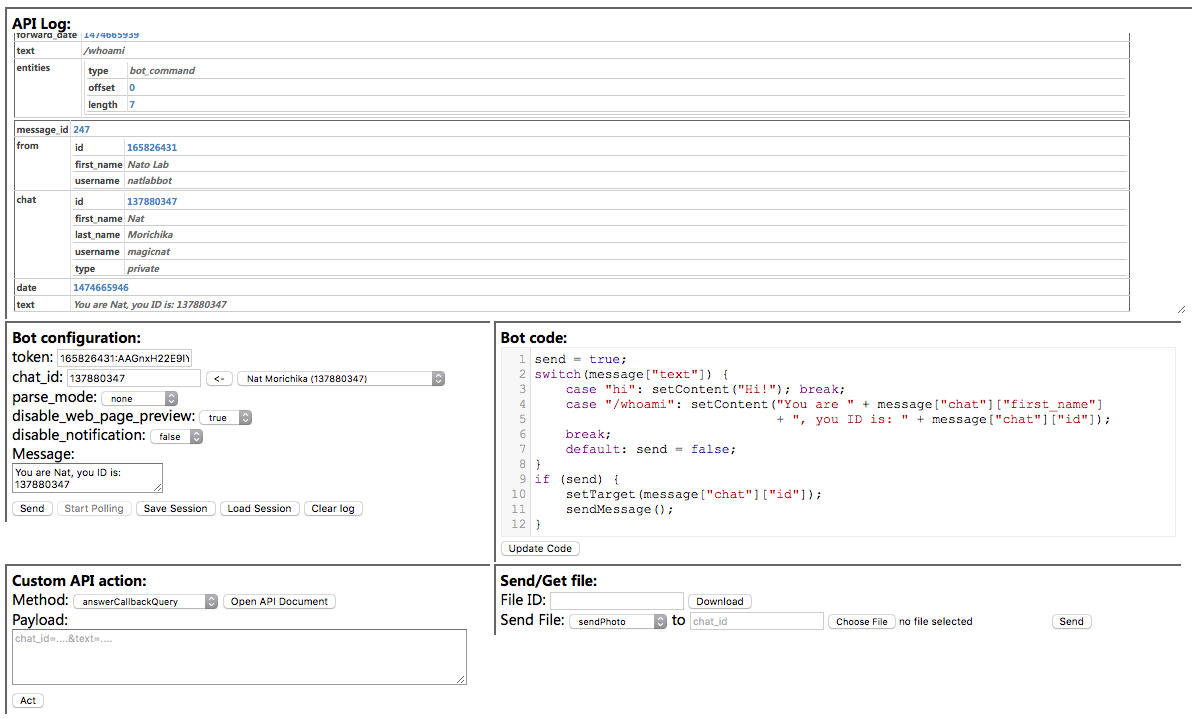 API Log:
forward_date 1474665939
text /whoami
entities
type bot_command
offset 0
length 7
message_id 247
from
id 165826431
first_name Nato Lab
username natlabbot
chat
id 137880347
first_name Nat
last_name Morichika
username magicnat
type private
date 1474665946
text You are Nat, you ID is: 137880347
Bot configuration:
token: 165826431:AAGnxH22E9IY
chat_id: 137880347 <- Nat Morichika (137880347)
parse_mode: none
disable_web_page_preview: true
disable_notification: false
Message:
You are Nat, you ID is:
137880347
Send Start Polling Save Session Load Session Clear log
Bot code:
1 send = true;
2 switch(message["text"]) {
3 case "hi": setContent("Hi!"); break;
4 case "/whoami": setContent("You are " + message["chat"]["first_name"]
5 + ", you ID is: " + message["chat"]["id"]);
6 break;
7 default: send = false;
8 }
9 if (send) {
10 setTarget(message["chat"]["id"]);
11 sendMessage();
12 }
Update Code
Custom API action:
Method: answerCallbackQuery Open API Document
Payload:
chat_id=....&text=....
Act
Send/Get file:
File ID: Download
Send File: sendPhoto to chat_id Choose File no file selected Send